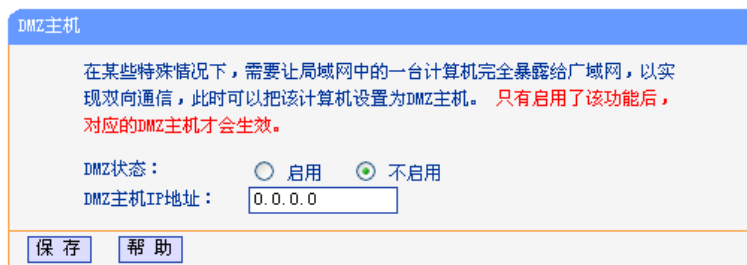 DMZ主机
在某些特殊情况下，需要让局域网中的一台计算机完全暴露给广域网，以实
现双向通信，此时可以把该计算机设置为DMZ主机。 只有启用了该功能后，
对应的DMZ主机才会生效。
DMZ状态： 启用 不启用
DMZ主机IP地址： 0.0.0.0
保 存 帮 助